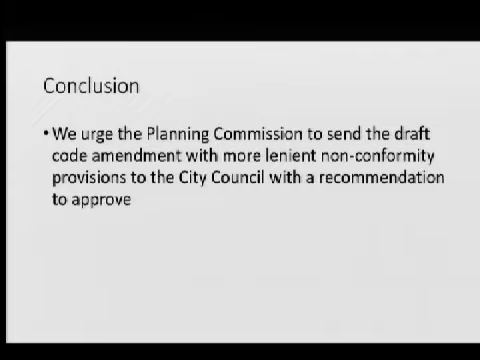 Conclusion
• We urge the Planning Commission to send the draft
code amendment with more lenient non-conformity
provisions to the City Council with a recommendation
to approve